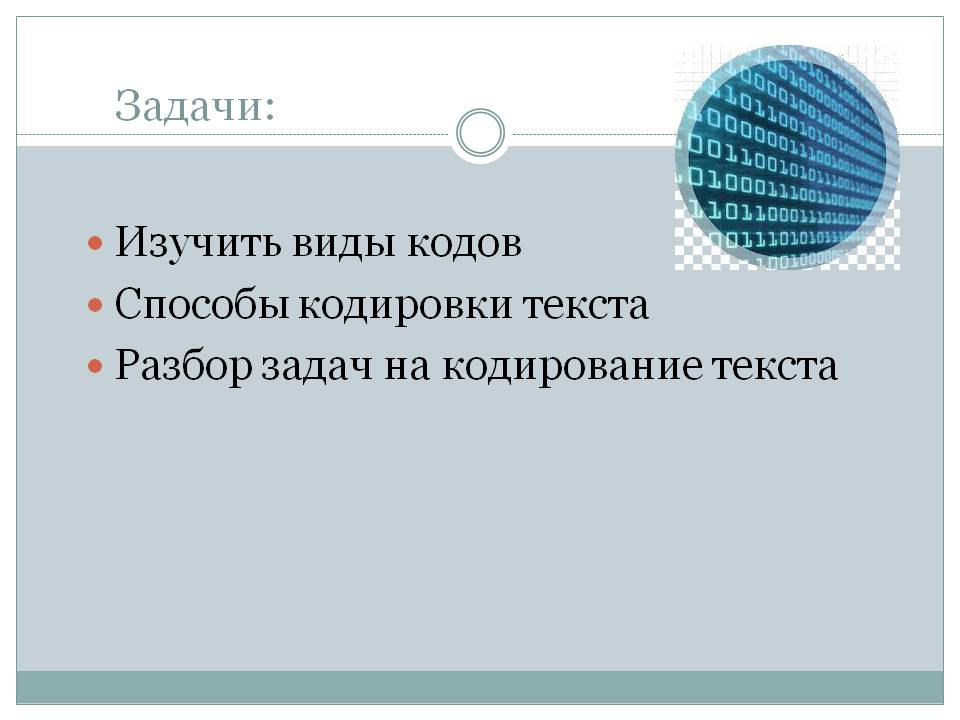 Задачи:
• Изучить виды кодов
• Способы кодировки текста
• Разбор задач на кодирование текста